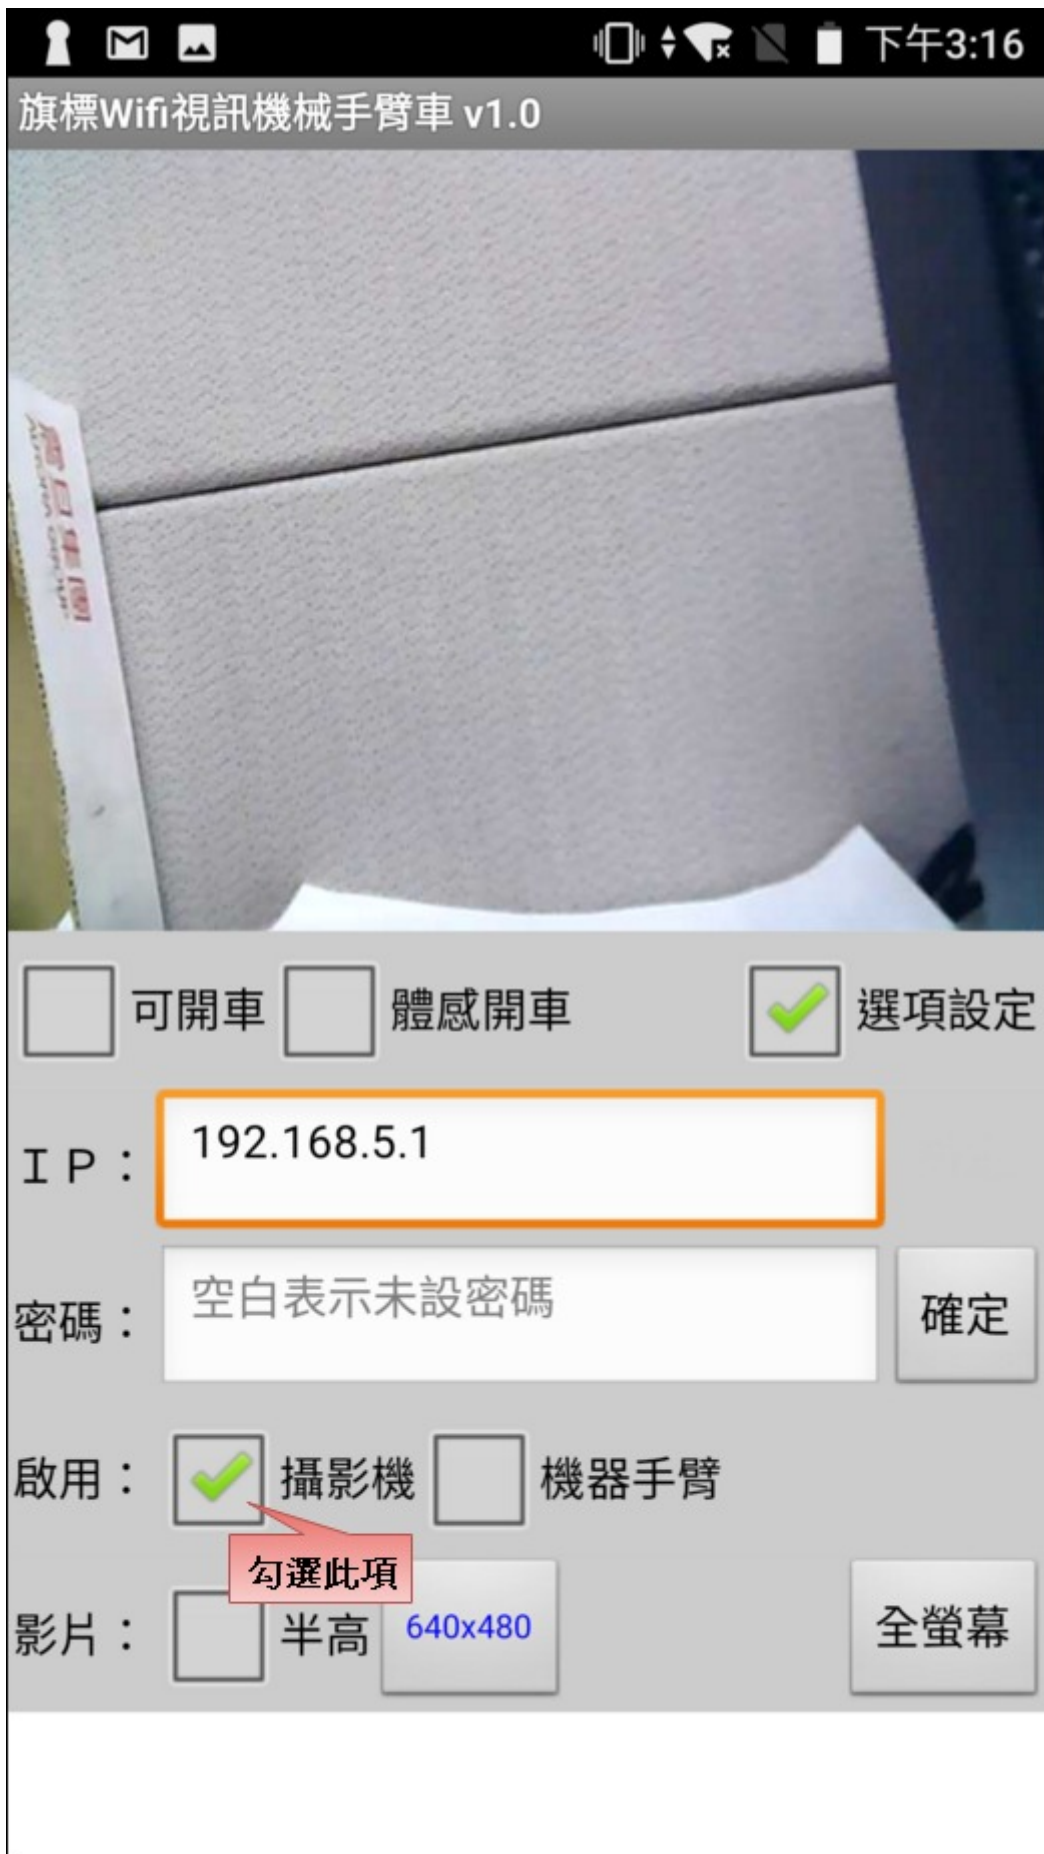 下午3:16
旗標Wifi視訊機械手臂車 v1.0
可開車 體感開車 選項設定
ＩＰ： 192.168.5.1
密碼： 空白表示未設密碼 確定
啟用： 攝影機 機器手臂
勾選此項
影片： 半高 640x480 全螢幕